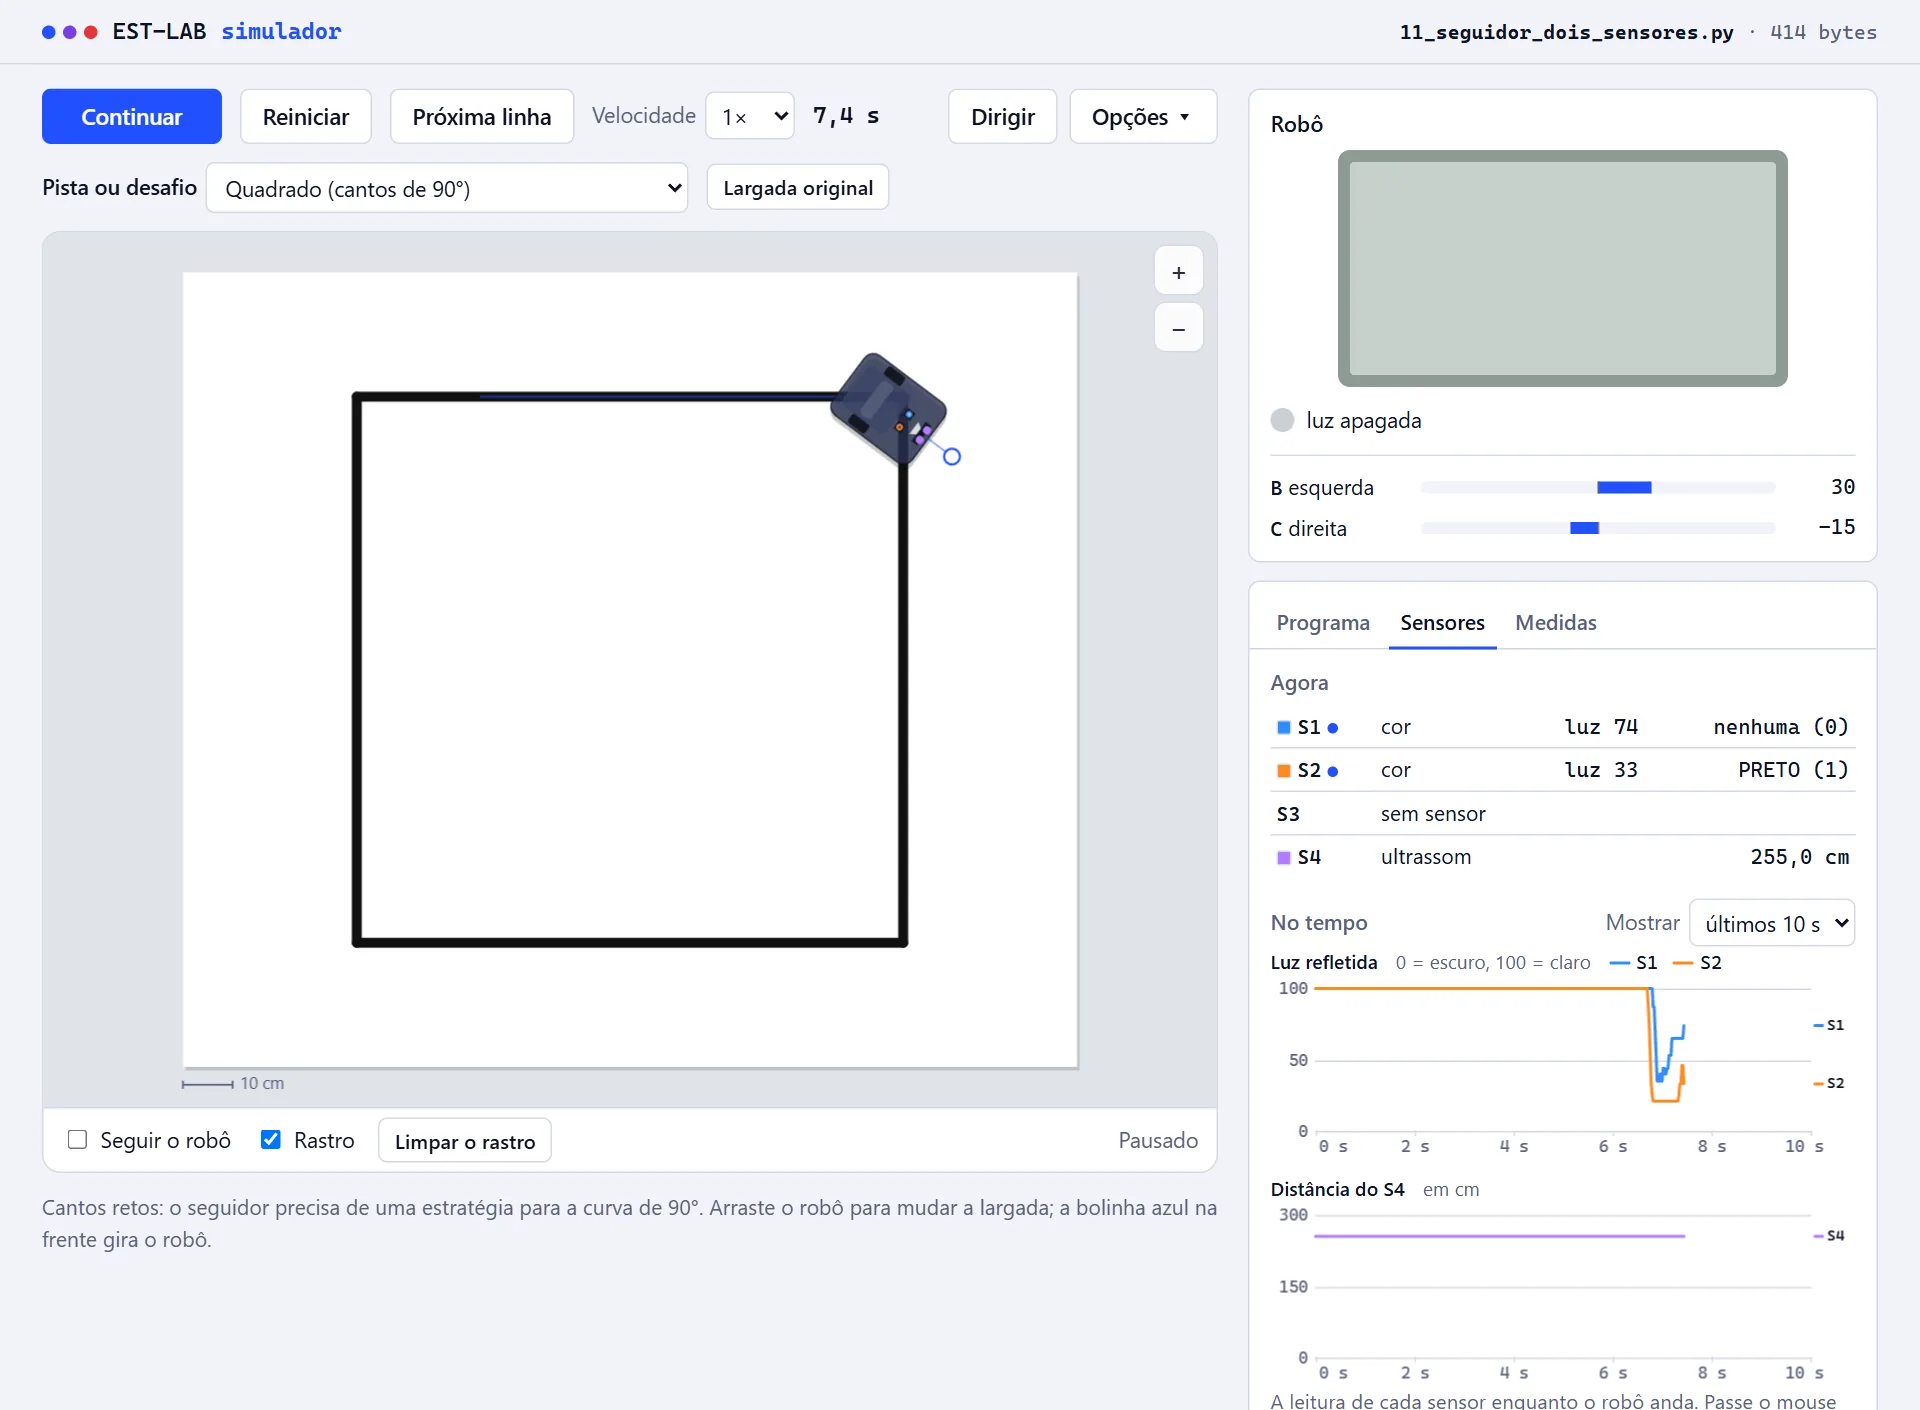 EST-LAB simulador
11_seguidor_dois_sensores.py · 414 bytes
Continuar
Reiniciar
Próxima linha
Velocidade
1×
7,4 s
Dirigir
Opções
Pista ou desafio
Quadrado (cantos de 90°)
Largada original
+
−
10 cm
Seguir o robô
Rastro
Limpar o rastro
Pausado
Cantos retos: o seguidor precisa de uma estratégia para a curva de 90°. Arraste o robô para mudar a largada; a bolinha azul na
frente gira o robô.
Robô
luz apagada
B esquerda 30
C direita −15
Programa
Sensores
Medidas
Agora
S1 cor luz 74 nenhuma (0)
S2 cor luz 33 PRETO (1)
S3 sem sensor
S4 ultrassom 255,0 cm
No tempo
Mostrar
últimos 10 s
Luz refletida 0 = escuro, 100 = claro S1 S2
100
50
0
S1
S2
0 s 2 s 4 s 6 s 8 s 10 s
Distância do S4 em cm
300
150
0
S4
0 s 2 s 4 s 6 s 8 s 10 s
A leitura de cada sensor enquanto o robô anda. Passe o mouse